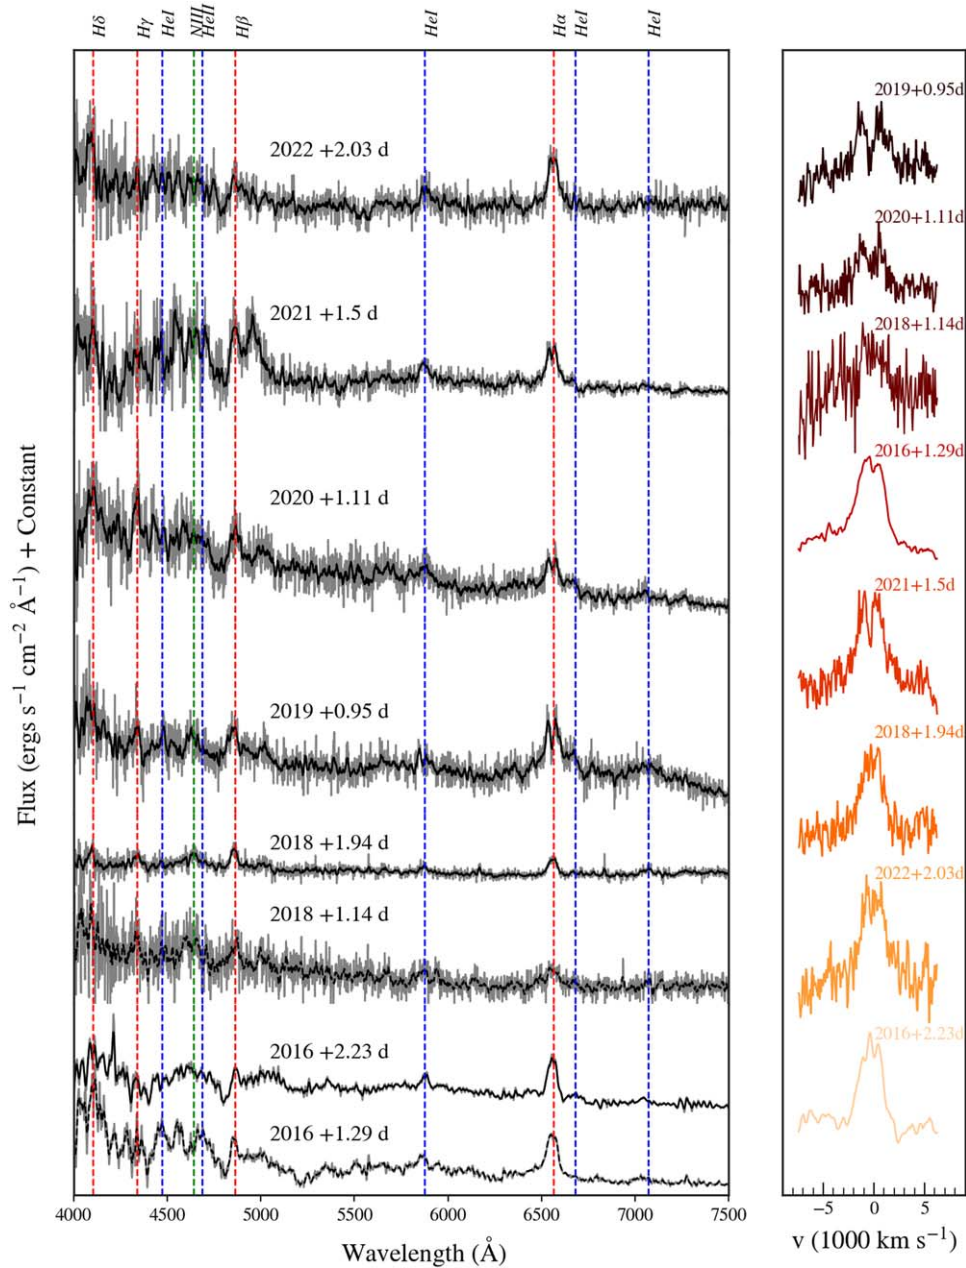 Hδ
Hγ
HeI
NIII
HeII
Hβ
HeI
Hα
HeI
HeI
2022 +2.03 d
2021 +1.5 d
2020 +1.11 d
2019 +0.95 d
2018 +1.94 d
2018 +1.14 d
2016 +2.23 d
2016 +1.29 d
Flux (ergs s⁻¹ cm⁻² Å⁻¹) + Constant
4000 4500 5000 5500 6000 6500 7000 7500
Wavelength (Å)
2019+0.95d
2020+1.11d
2018+1.14d
2016+1.29d
2021+1.5d
2018+1.94d
2022+2.03d
2016+2.23d
−5 0 5
v (1000 km s⁻¹)